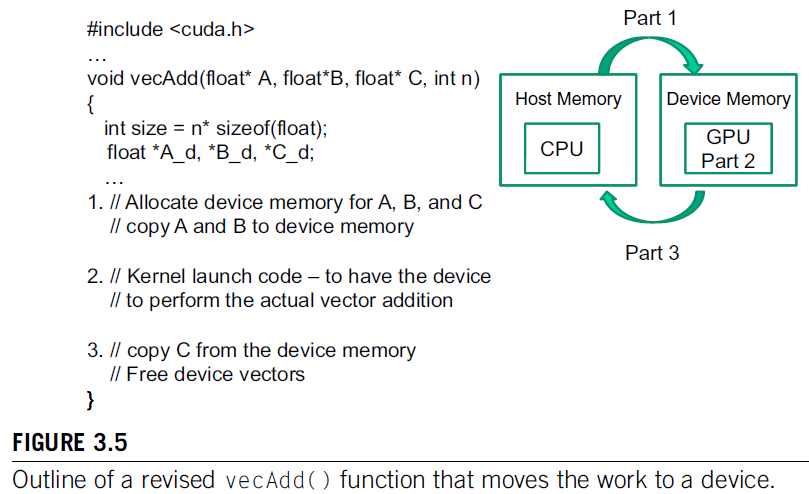 #include <cuda.h>
…
void vecAdd(float* A, float*B, float* C, int n)
{
int size = n* sizeof(float);
float *A_d, *B_d, *C_d;
…
1. // Allocate device memory for A, B, and C
// copy A and B to device memory
2. // Kernel launch code – to have the device
// to perform the actual vector addition
3. // copy C from the device memory
// Free device vectors
}
Part 1
Host Memory
CPU
Device Memory
GPU
Part 2
Part 3
FIGURE 3.5
Outline of a revised vecAdd() function that moves the work to a device.